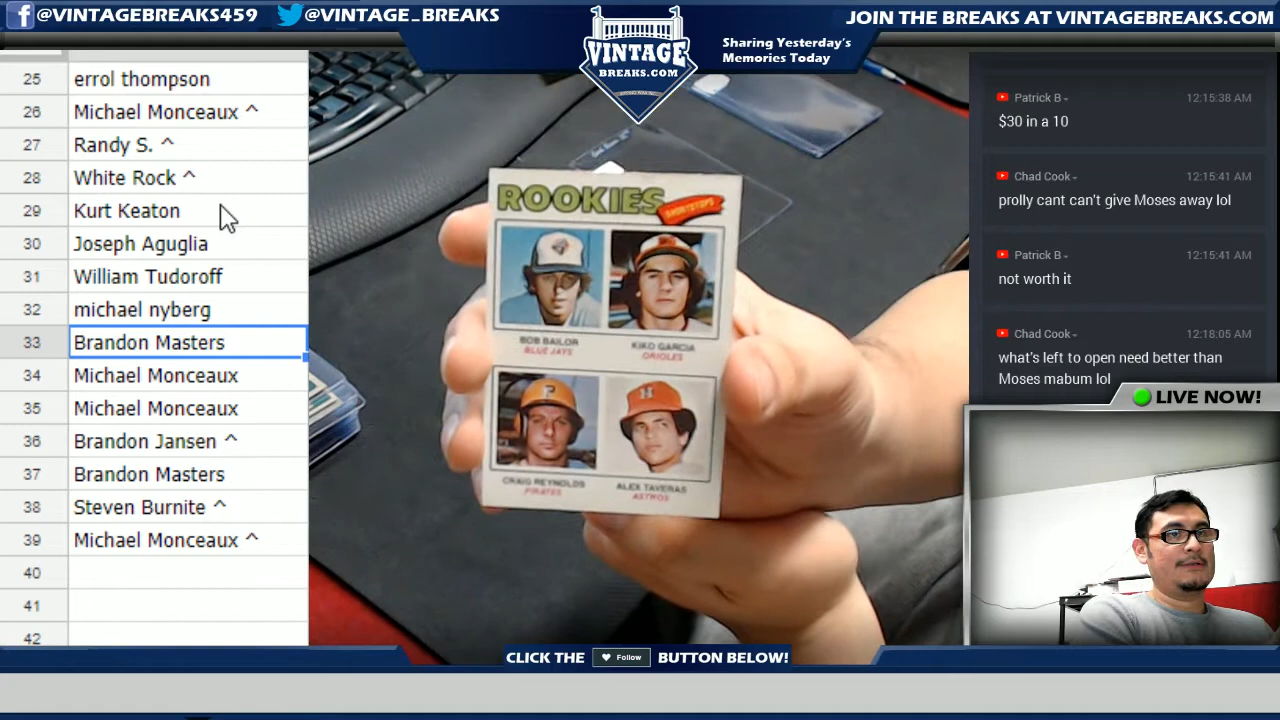 @VINTAGEBREAKS459
@VINTAGE_BREAKS
VINTAGE
BREAKS.COM
Sharing Yesterday's
Memories Today
JOIN THE BREAKS AT VINTAGEBREAKS.COM
25 errol thompson
26 Michael Monceaux ^
27 Randy S. ^
28 White Rock ^
29 Kurt Keaton
30 Joseph Aguglia
31 William Tudoroff
32 michael nyberg
33 Brandon Masters
34 Michael Monceaux
35 Michael Monceaux
36 Brandon Jansen ^
37 Brandon Masters
38 Steven Burnite ^
39 Michael Monceaux ^
40
41
42
ROOKIES
SHORTSTOPS
BOB BAILOR
BLUE JAYS
KIKO GARCIA
ORIOLES
CRAIG REYNOLDS
PIRATES
ALEX TAVERAS
ASTROS
Patrick B 12:15:38 AM
$30 in a 10
Chad Cook 12:15:41 AM
prolly cant can't give Moses away lol
Patrick B 12:15:41 AM
not worth it
Chad Cook 12:18:05 AM
what's left to open need better than
Moses mabum lol
LIVE NOW!
CLICK THE Follow BUTTON BELOW!